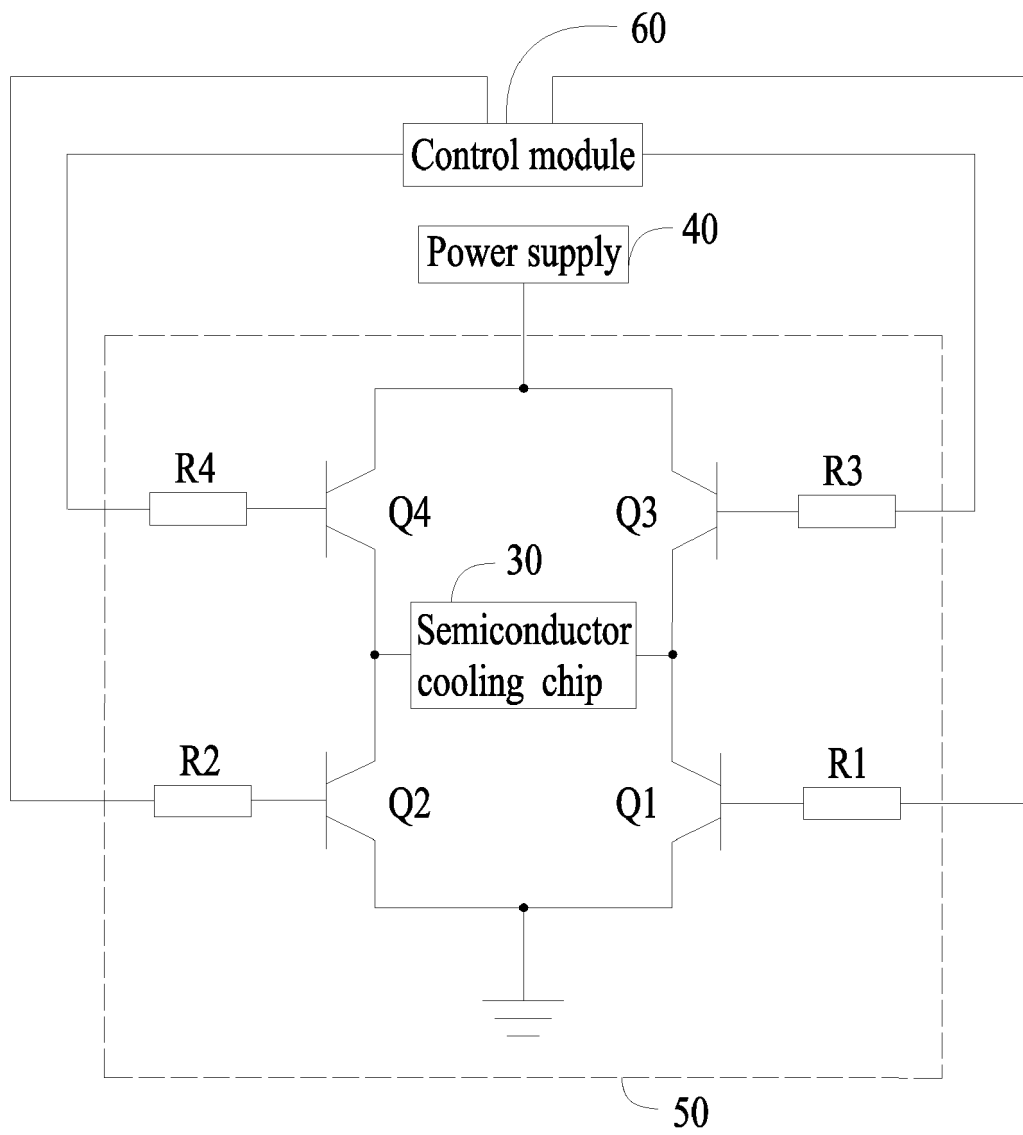 60
Control module
40
Power supply
R4
R3
Q4
Q3
30
Semiconductor
cooling chip
R2
R1
Q2
Q1
50